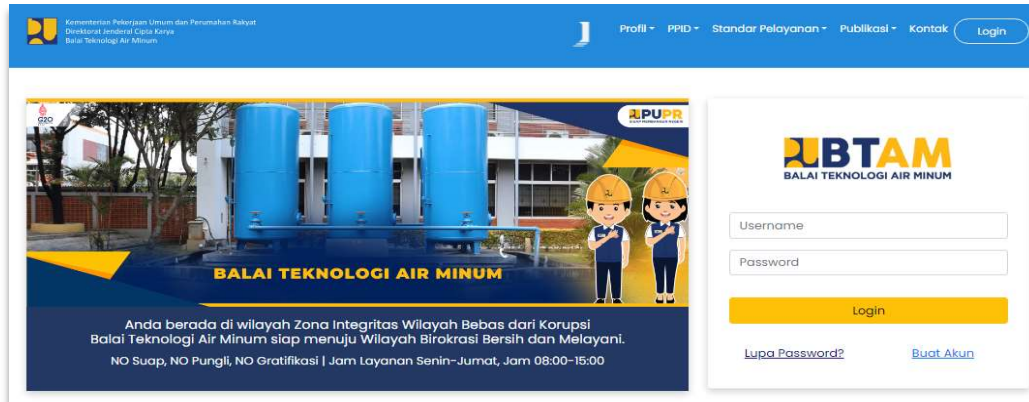 Kementerian Pekerjaan Umum dan Perumahan Rakyat
Direktorat Jenderal Cipta Karya
Balai Teknologi Air Minum
Profil PPID Standar Pelayanan Publikasi Kontak Login
G20
PUPR
BALAI TEKNOLOGI AIR MINUM
Anda berada di wilayah Zona Integritas Wilayah Bebas dari Korupsi
Balai Teknologi Air Minum siap menuju Wilayah Birokrasi Bersih dan Melayani.
NO Suap, NO Pungli, NO Gratifikasi | Jam Layanan Senin-Jumat, Jam 08:00-15:00
BTAM
BALAI TEKNOLOGI AIR MINUM
Username
Password
Login
Lupa Password? Buat Akun